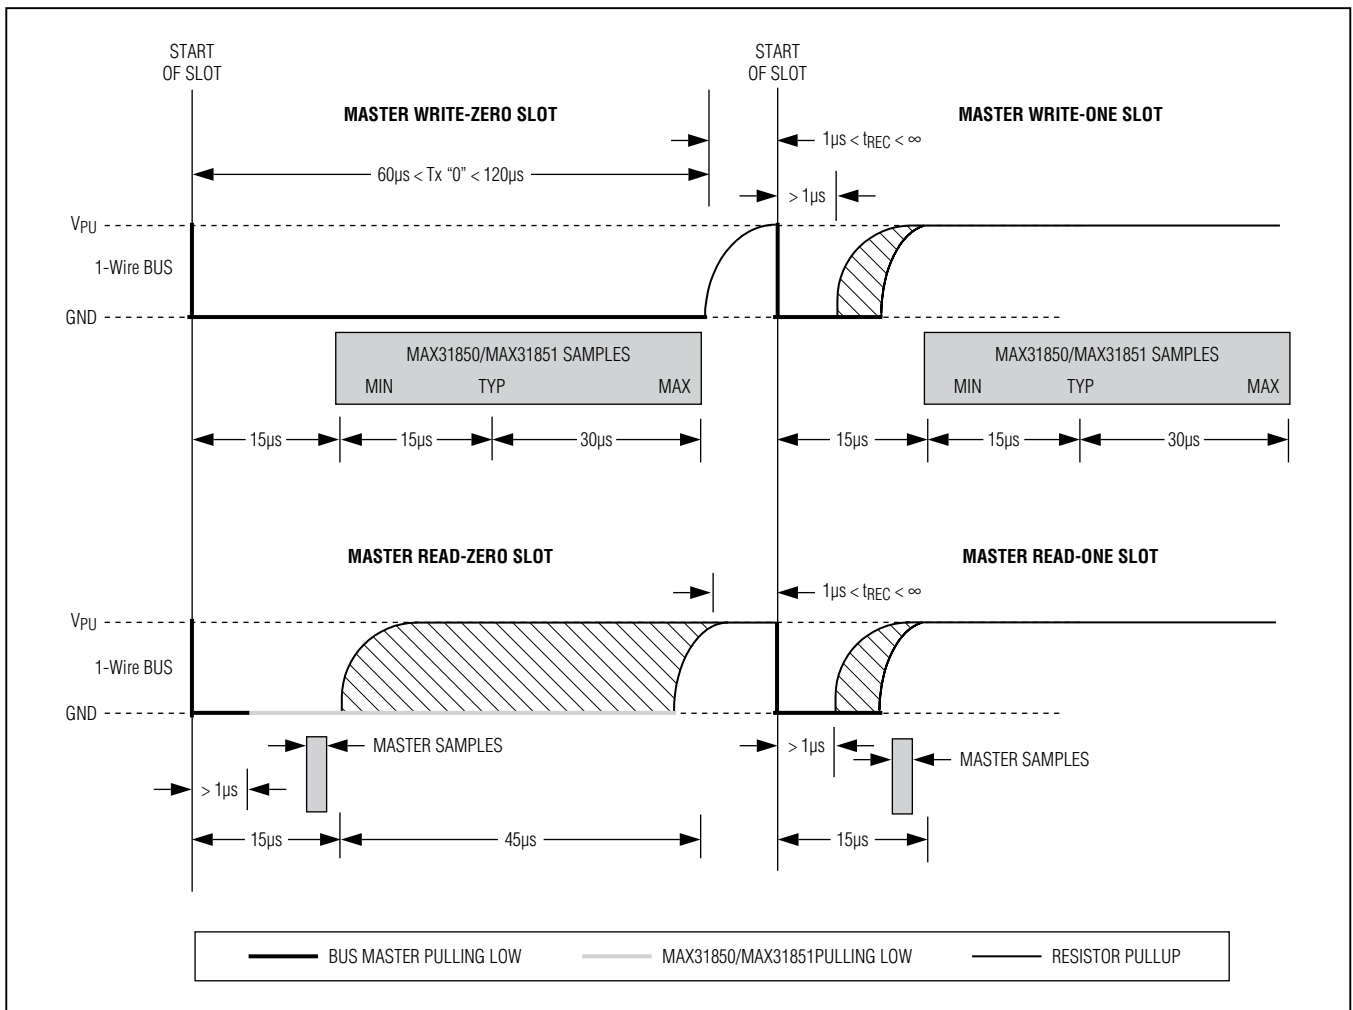 START
OF SLOT
START
OF SLOT
MASTER WRITE-ZERO SLOT
MASTER WRITE-ONE SLOT
1µs < tREC < ∞
60µs < Tx “0” < 120µs
> 1µs
VPU
1-Wire BUS
GND
MAX31850/MAX31851 SAMPLES
MIN TYP MAX
MAX31850/MAX31851 SAMPLES
MIN TYP MAX
15µs 15µs 30µs 15µs 15µs 30µs
MASTER READ-ZERO SLOT
MASTER READ-ONE SLOT
1µs < tREC < ∞
VPU
1-Wire BUS
GND
MASTER SAMPLES
> 1µs
MASTER SAMPLES
> 1µs
15µs 45µs 15µs
BUS MASTER PULLING LOW
MAX31850/MAX31851PULLING LOW
RESISTOR PULLUP